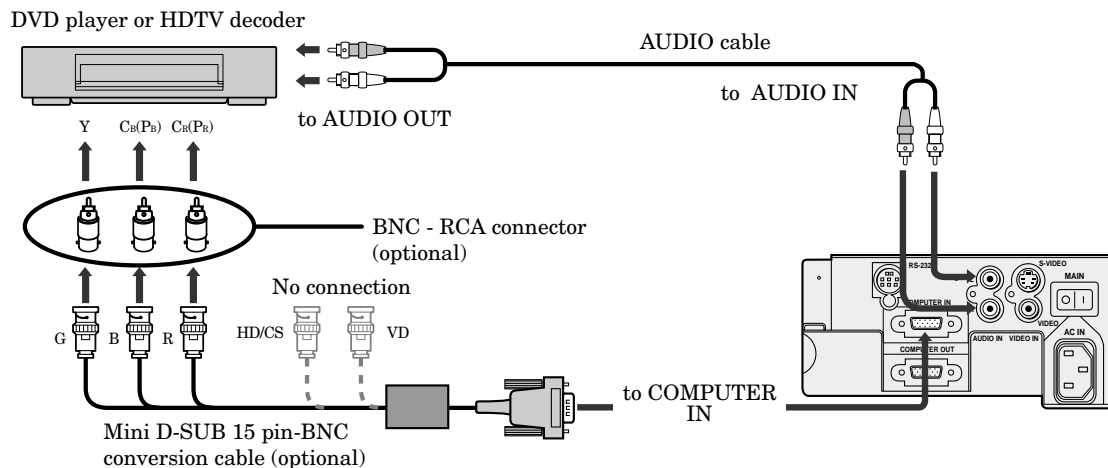 DVD player or HDTV decoder
AUDIO cable
to AUDIO IN
to AUDIO OUT
Y
CB(PB)
CR(PR)
BNC - RCA connector
(optional)
No connection
G
B
R
HD/CS
VD
RS-232
S-VIDEO
MAIN
COMPUTER IN
VIDEO
AC IN
AUDIO IN
VIDEO IN
COMPUTER OUT
to COMPUTER
IN
Mini D-SUB 15 pin-BNC
conversion cable (optional)